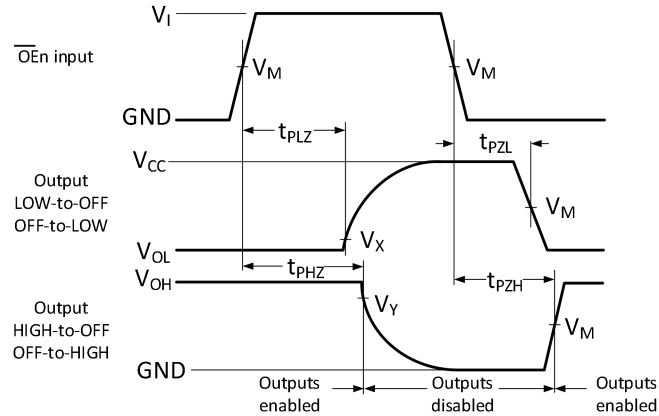 V_I
O̅E̅n input
V_M
V_M
GND
t_PLZ
t_PZL
V_CC
Output
LOW-to-OFF
OFF-to-LOW
V_M
V_X
V_OL
t_PHZ
V_OH
t_PZH
V_Y
Output
HIGH-to-OFF
OFF-to-HIGH
V_M
GND
Outputs
enabled
Outputs
disabled
Outputs
enabled